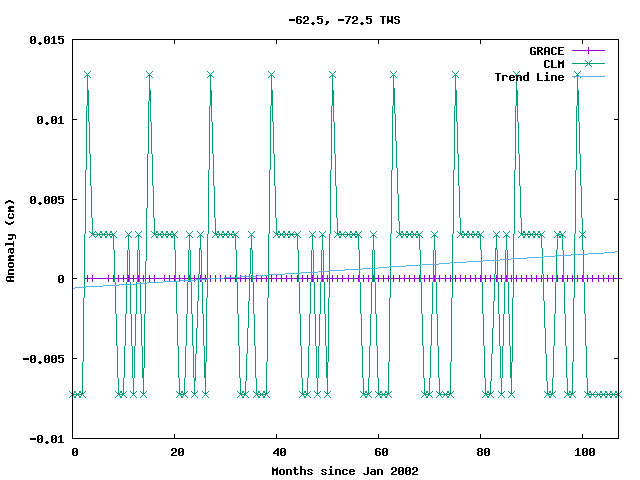 -62.5, -72.5 TWS
0.015
GRACE
CLM
Trend Line
0.01
0.005
0
-0.005
-0.01
Anomaly (cm)
0 20 40 60 80 100
Months since Jan 2002